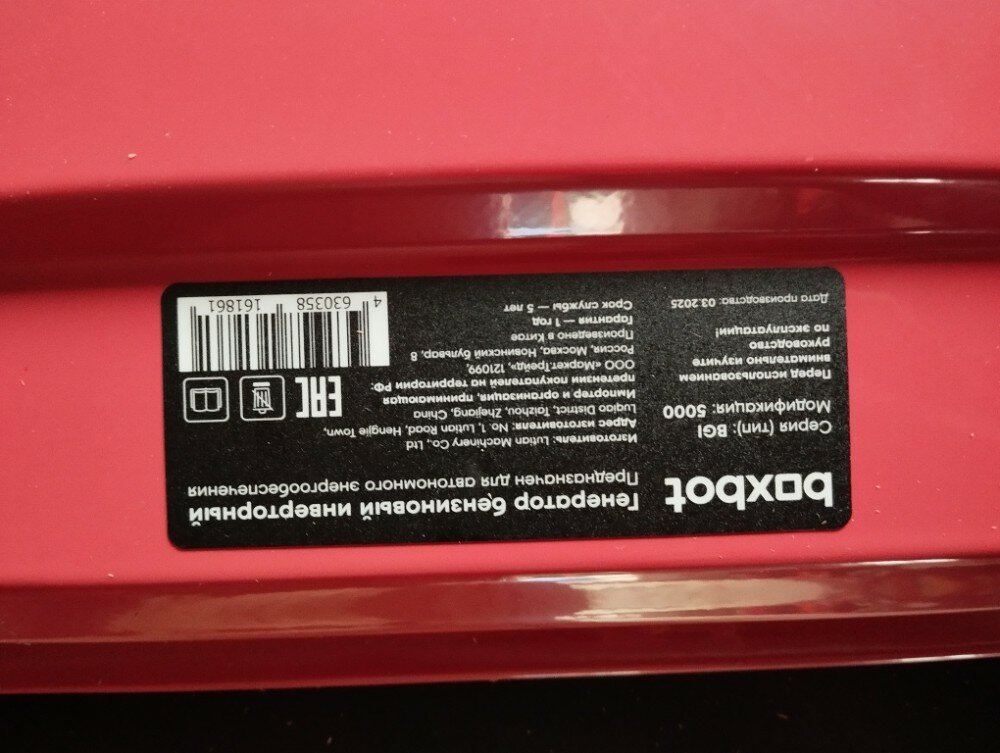 boxbot
Серия (тип): BGI
Модификация: 5000
Перед использованием
внимательно изучите
руководство
по эксплуатации!
Дата производства: 03.2025
Генератор бензиновый инверторный
Предназначен для автономного энергообеспечения
Изготовитель: Lutian Machinery Co., Ltd
Адрес изготовителя: No. 1, Lutian Road, Hengjie Town,
Luqiao District, Taizhou, Zhejiang, China
Импортер и организация, принимающая
претензии покупателей на территории РФ:
ООО «Маркет.Трейд», 121099,
Россия, Москва, Новинский бульвар, 8
Произведено в Китае
Гарантия — 1 год
Срок службы — 5 лет
EAC
4 630358 161861